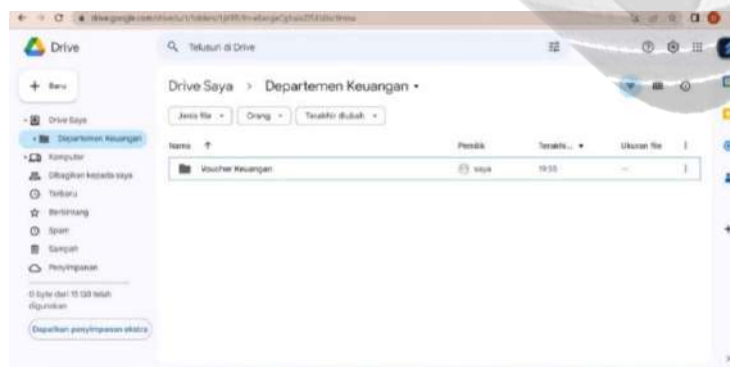 Drive
Telusuri di Drive
+ Baru
Drive Saya > Departemen Keuangan
Jenis file
Orang
Terakhir diubah
Drive Saya
Departemen Keuangan
Komputer
Dibagikan kepada saya
Terbaru
Berbintang
Spam
Sampah
Penyimpanan
0 byte dari 15 GB telah
digunakan
Dapatkan penyimpanan ekstra
Nama
Pemilik
Terakhi...
Ukuran file
Voucher Keuangan
saya
19.55
—